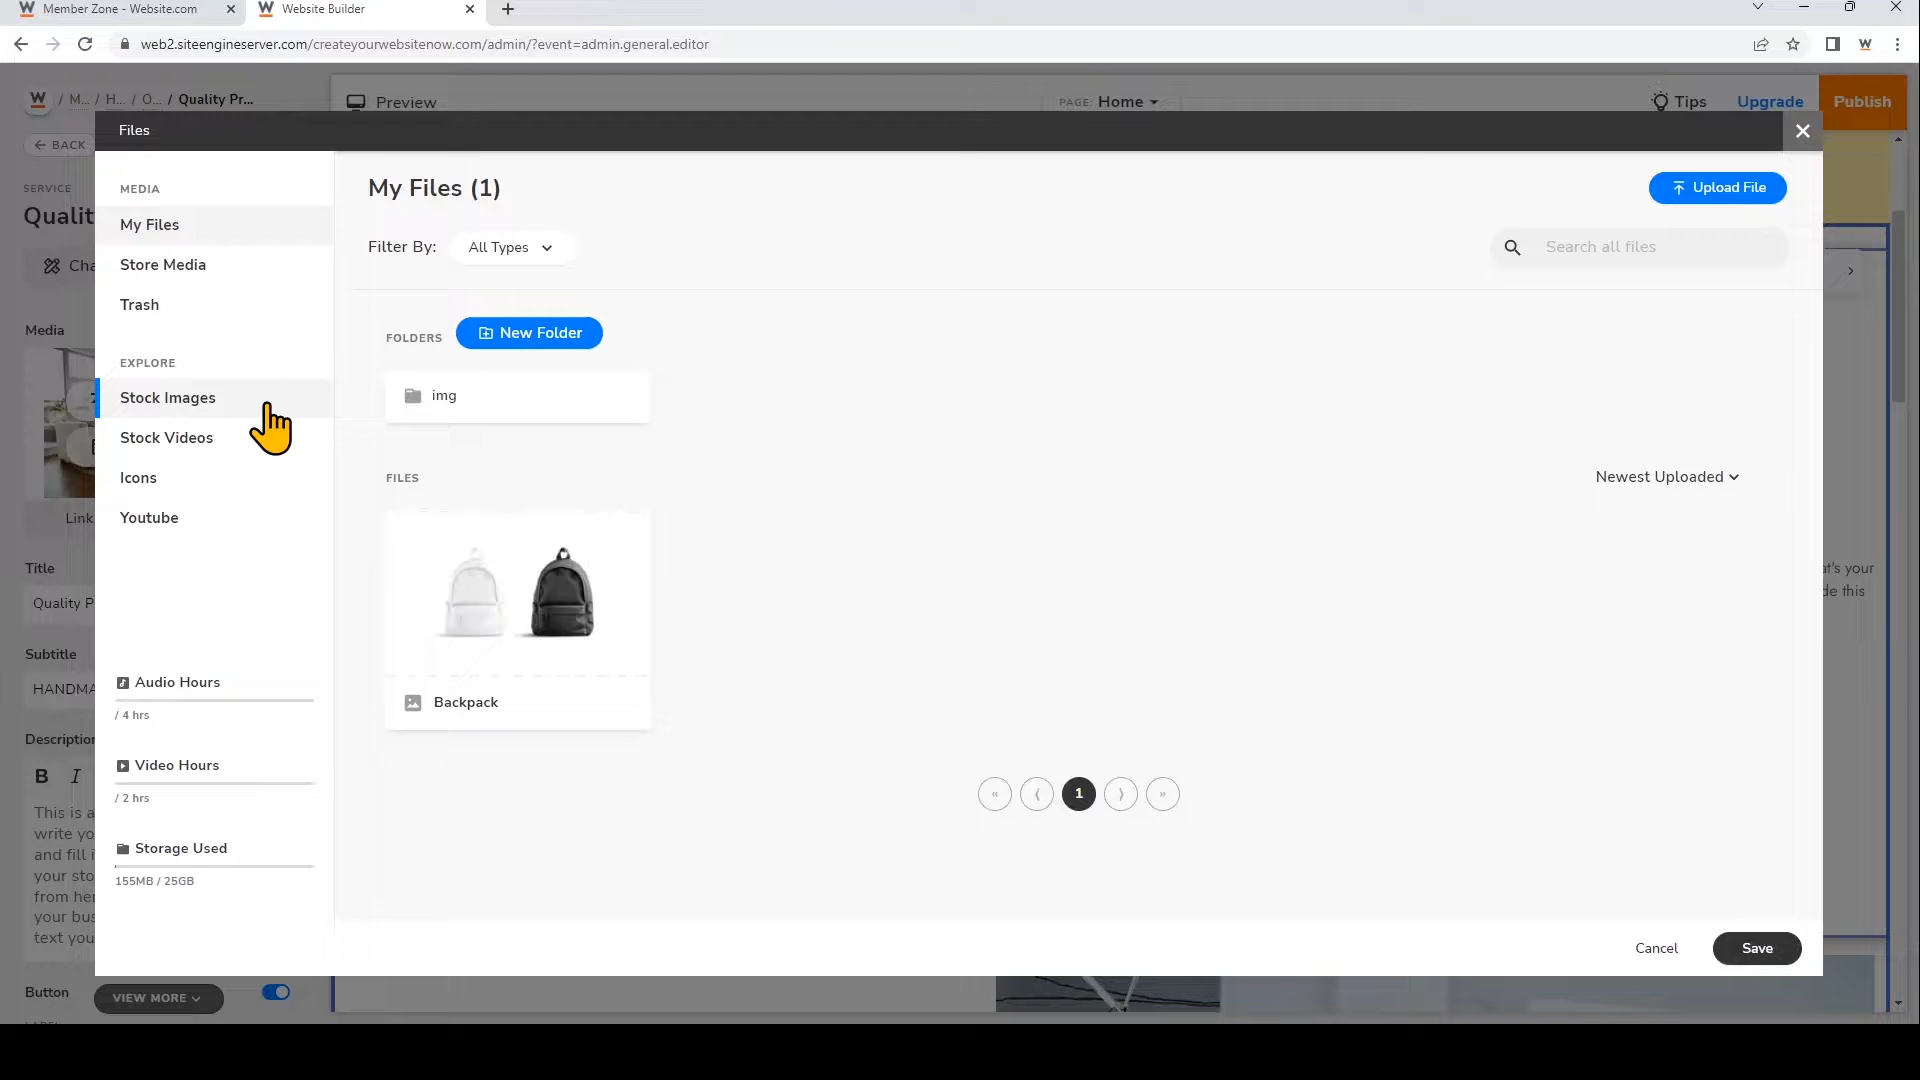 Member Zone - Website.com
Website Builder
web2.siteengineserver.com/createyourwebsitenow.com/admin/?event=admin.general.editor
/ M... / H... / O... / Quality Pr...
Preview
PAGE: Home
Tips
Upgrade
Publish
Files
BACK
SERVICE
Qualit
Cha
Media
Link
Title
Quality P
Subtitle
HANDMA
Description
B I
This is a
write yo
and fill i
your sto
from her
your bus
text you
Button
VIEW MORE
MEDIA
My Files
Store Media
Trash
EXPLORE
Stock Images
Stock Videos
Icons
Youtube
Audio Hours
/ 4 hrs
Video Hours
/ 2 hrs
Storage Used
155MB / 25GB
My Files (1)
Upload File
Filter By: All Types
Search all files
FOLDERS
New Folder
img
FILES
Newest Uploaded
Backpack
« ⟨ 1 ⟩ »
Cancel
Save
at's your
de this